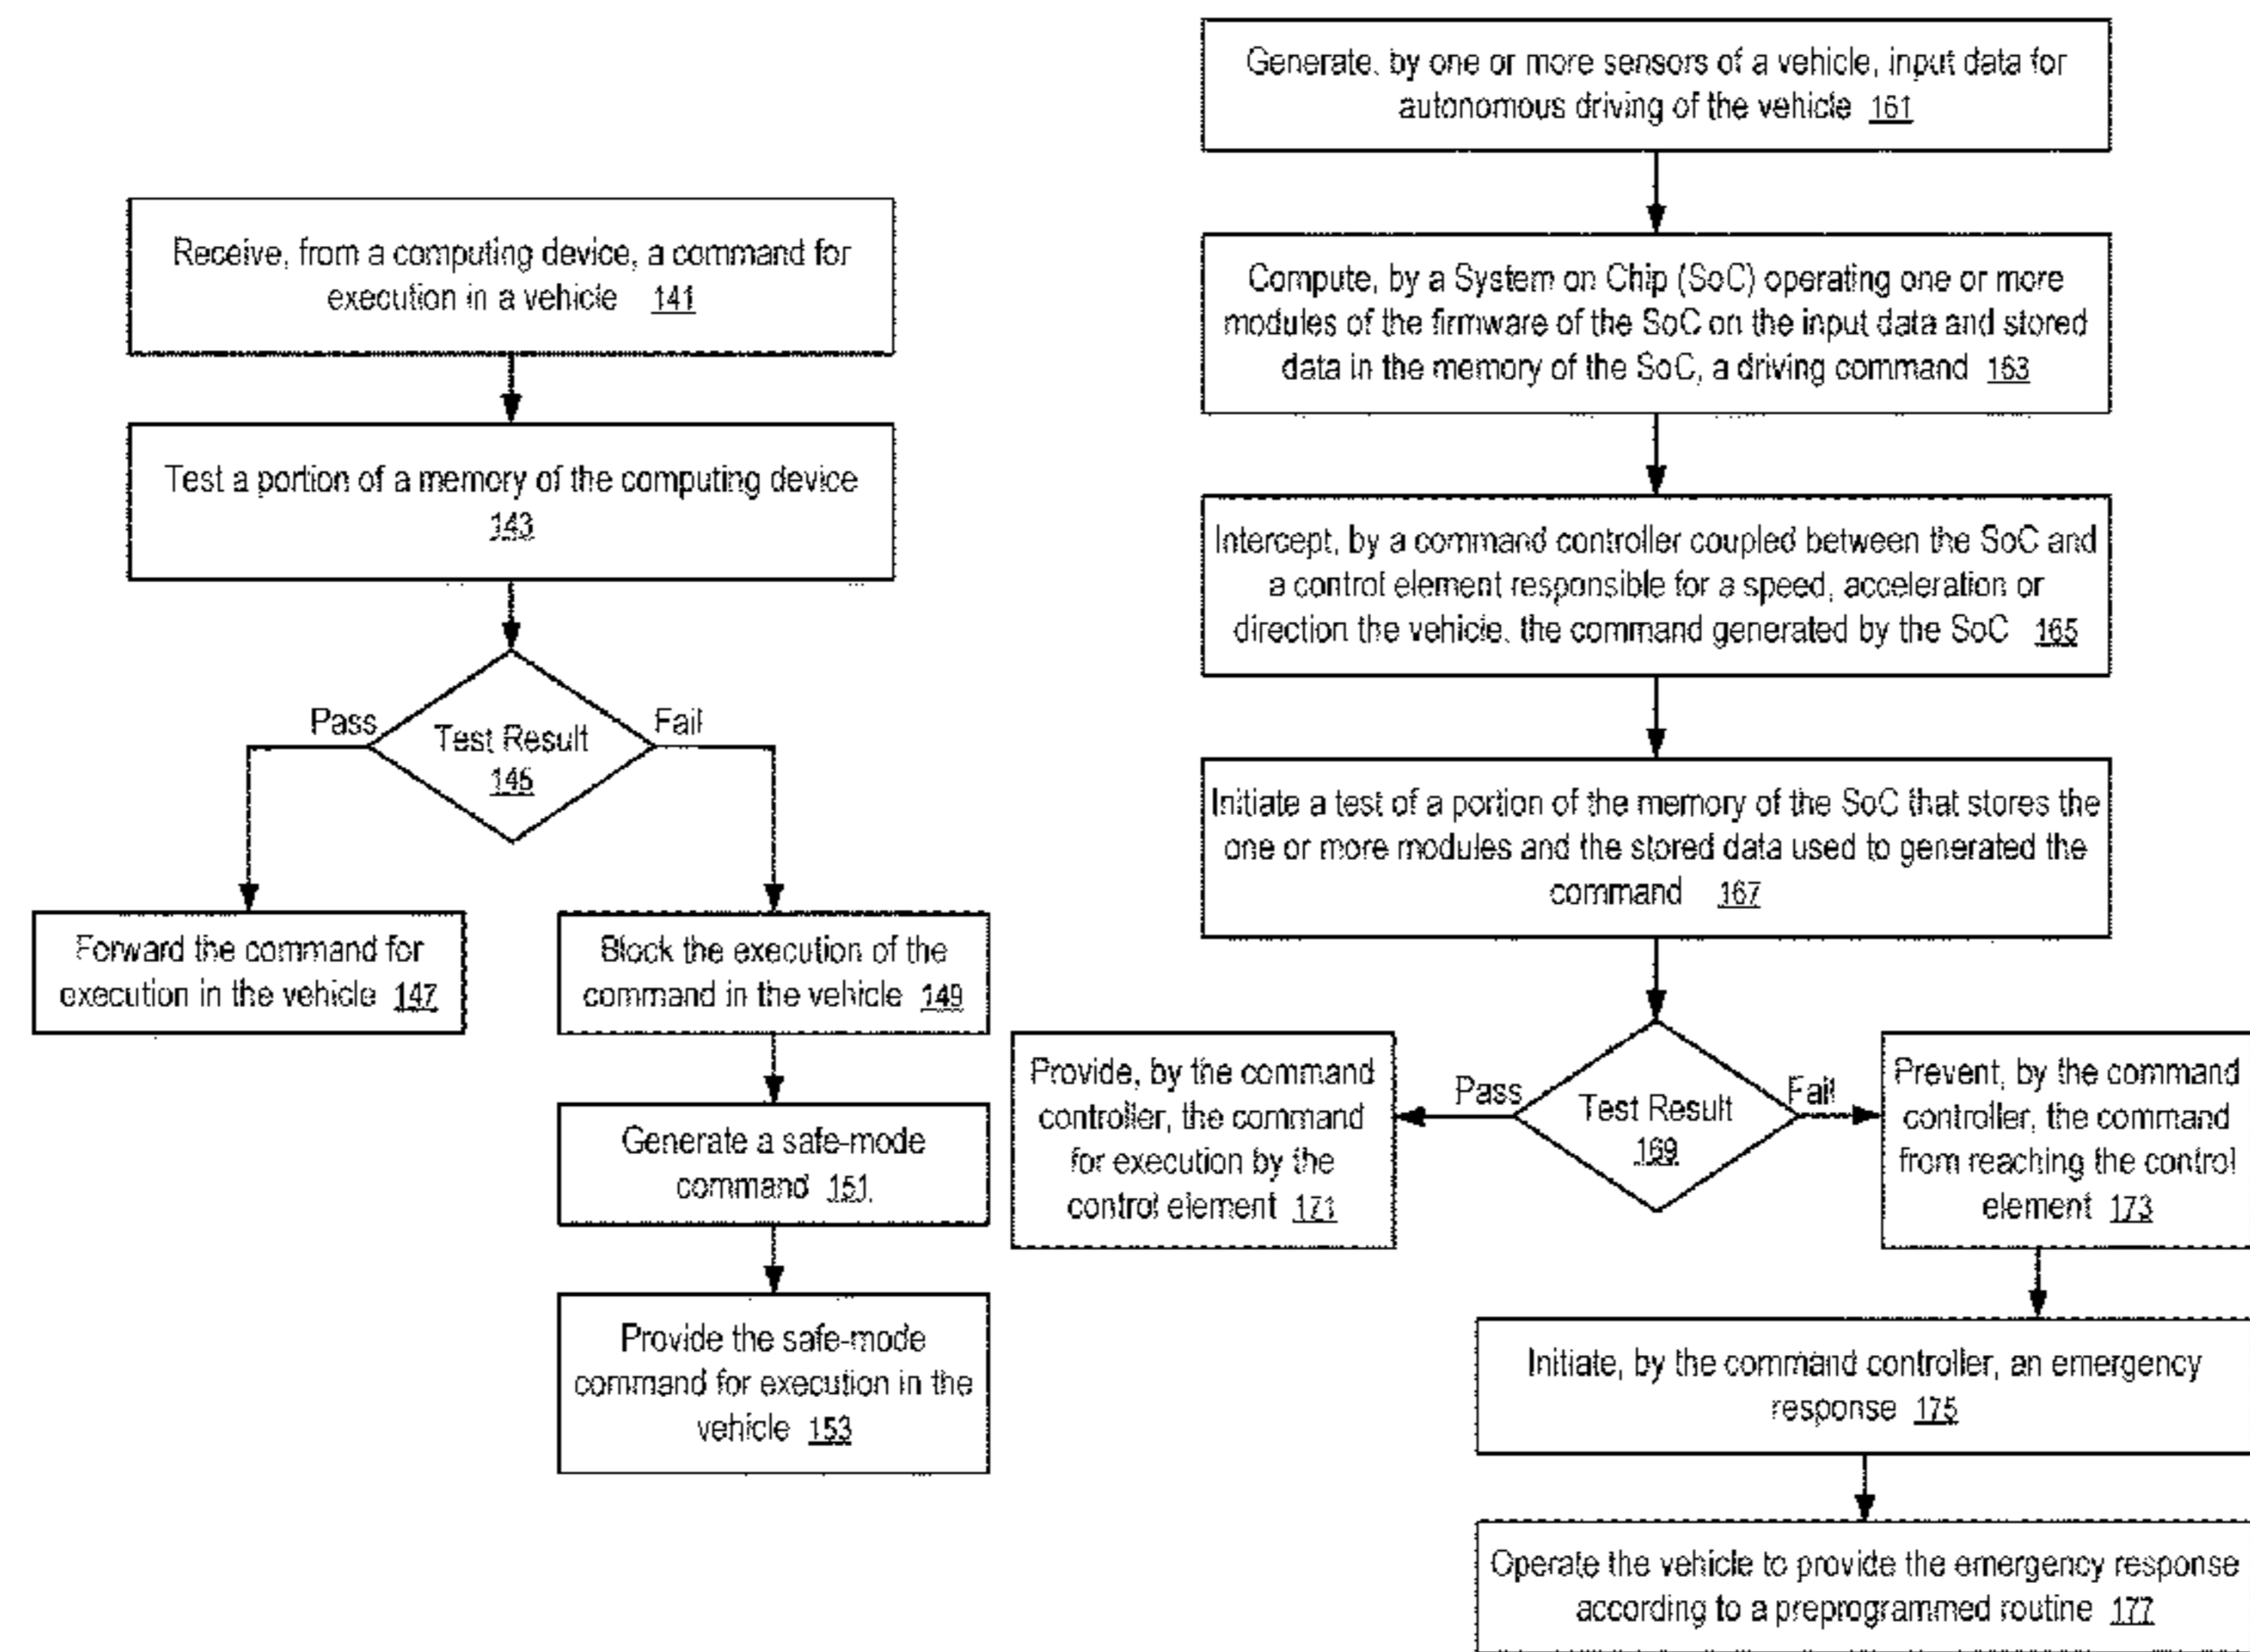 Receive, from a computing device, a command for
execution in a vehicle 141
Test a portion of a memory of the computing device
143
Pass
Test Result
145
Fail
Forward the command for
execution in the vehicle 147
Block the execution of the
command in the vehicle 149
Generate a safe-mode
command 151
Provide the safe-mode
command for execution in the
vehicle 153
Generate, by one or more sensors of a vehicle, input data for
autonomous driving of the vehicle 161
Compute, by a System on Chip (SoC) operating one or more
modules of the firmware of the SoC on the input data and stored
data in the memory of the SoC, a driving command 163
Intercept, by a command controller coupled between the SoC and
a control element responsible for a speed, acceleration or
direction the vehicle, the command generated by the SoC 165
Initiate a test of a portion of the memory of the SoC that stores the
one or more modules and the stored data used to generated the
command 167
Pass
Test Result
169
Fail
Provide, by the command
controller, the command
for execution by the
control element 171
Prevent, by the command
controller, the command
from reaching the control
element 173
Initiate, by the command controller, an emergency
response 175
Operate the vehicle to provide the emergency response
according to a preprogrammed routine 177